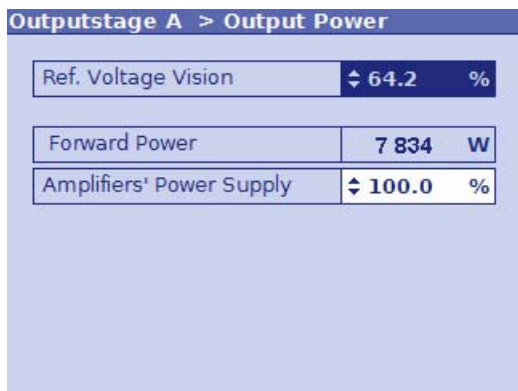 Outputstage A > Output Power
Ref. Voltage Vision 64.2 %
Forward Power 7 834 W
Amplifiers' Power Supply 100.0 %